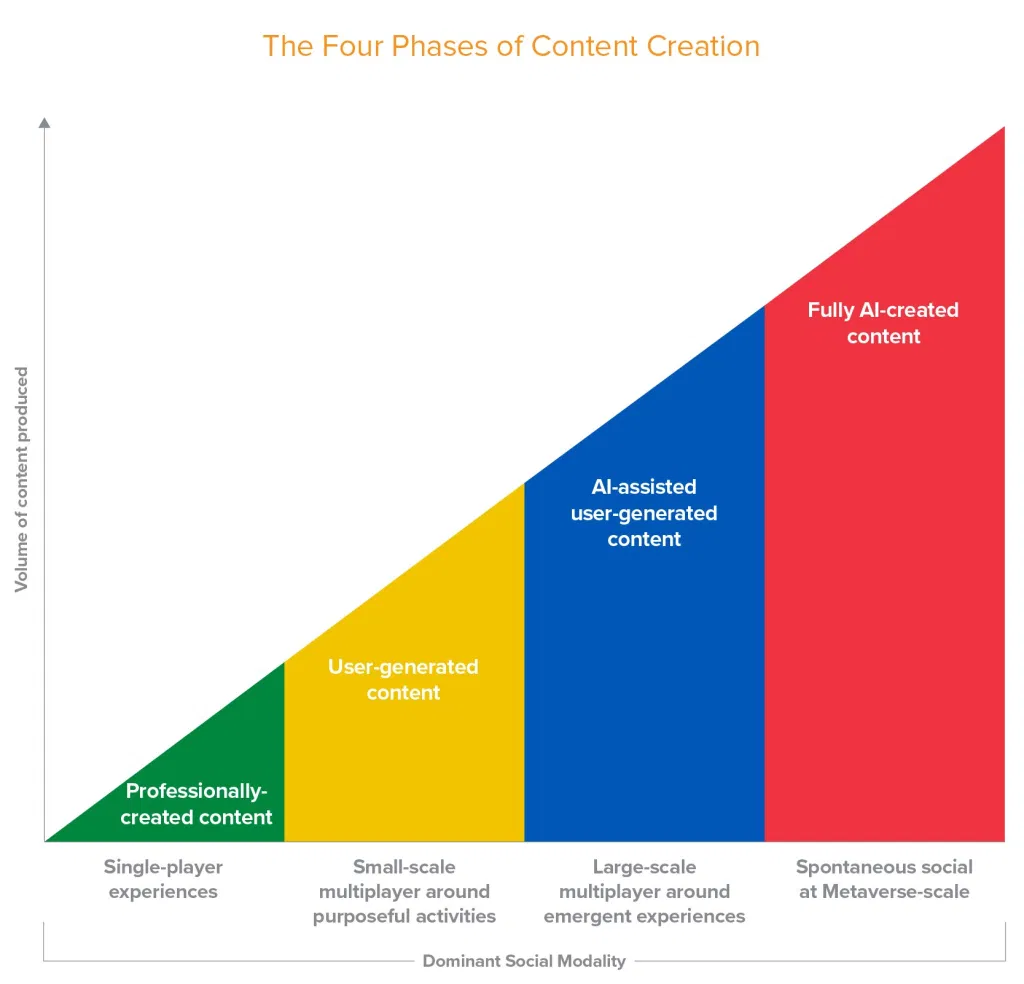 The Four Phases of Content Creation
Volume of content produced
Fully AI-created
content
AI-assisted
user-generated
content
User-generated
content
Professionally-
created content
Single-player
experiences
Small-scale
multiplayer around
purposeful activities
Large-scale
multiplayer around
emergent experiences
Spontaneous social
at Metaverse-scale
Dominant Social Modality